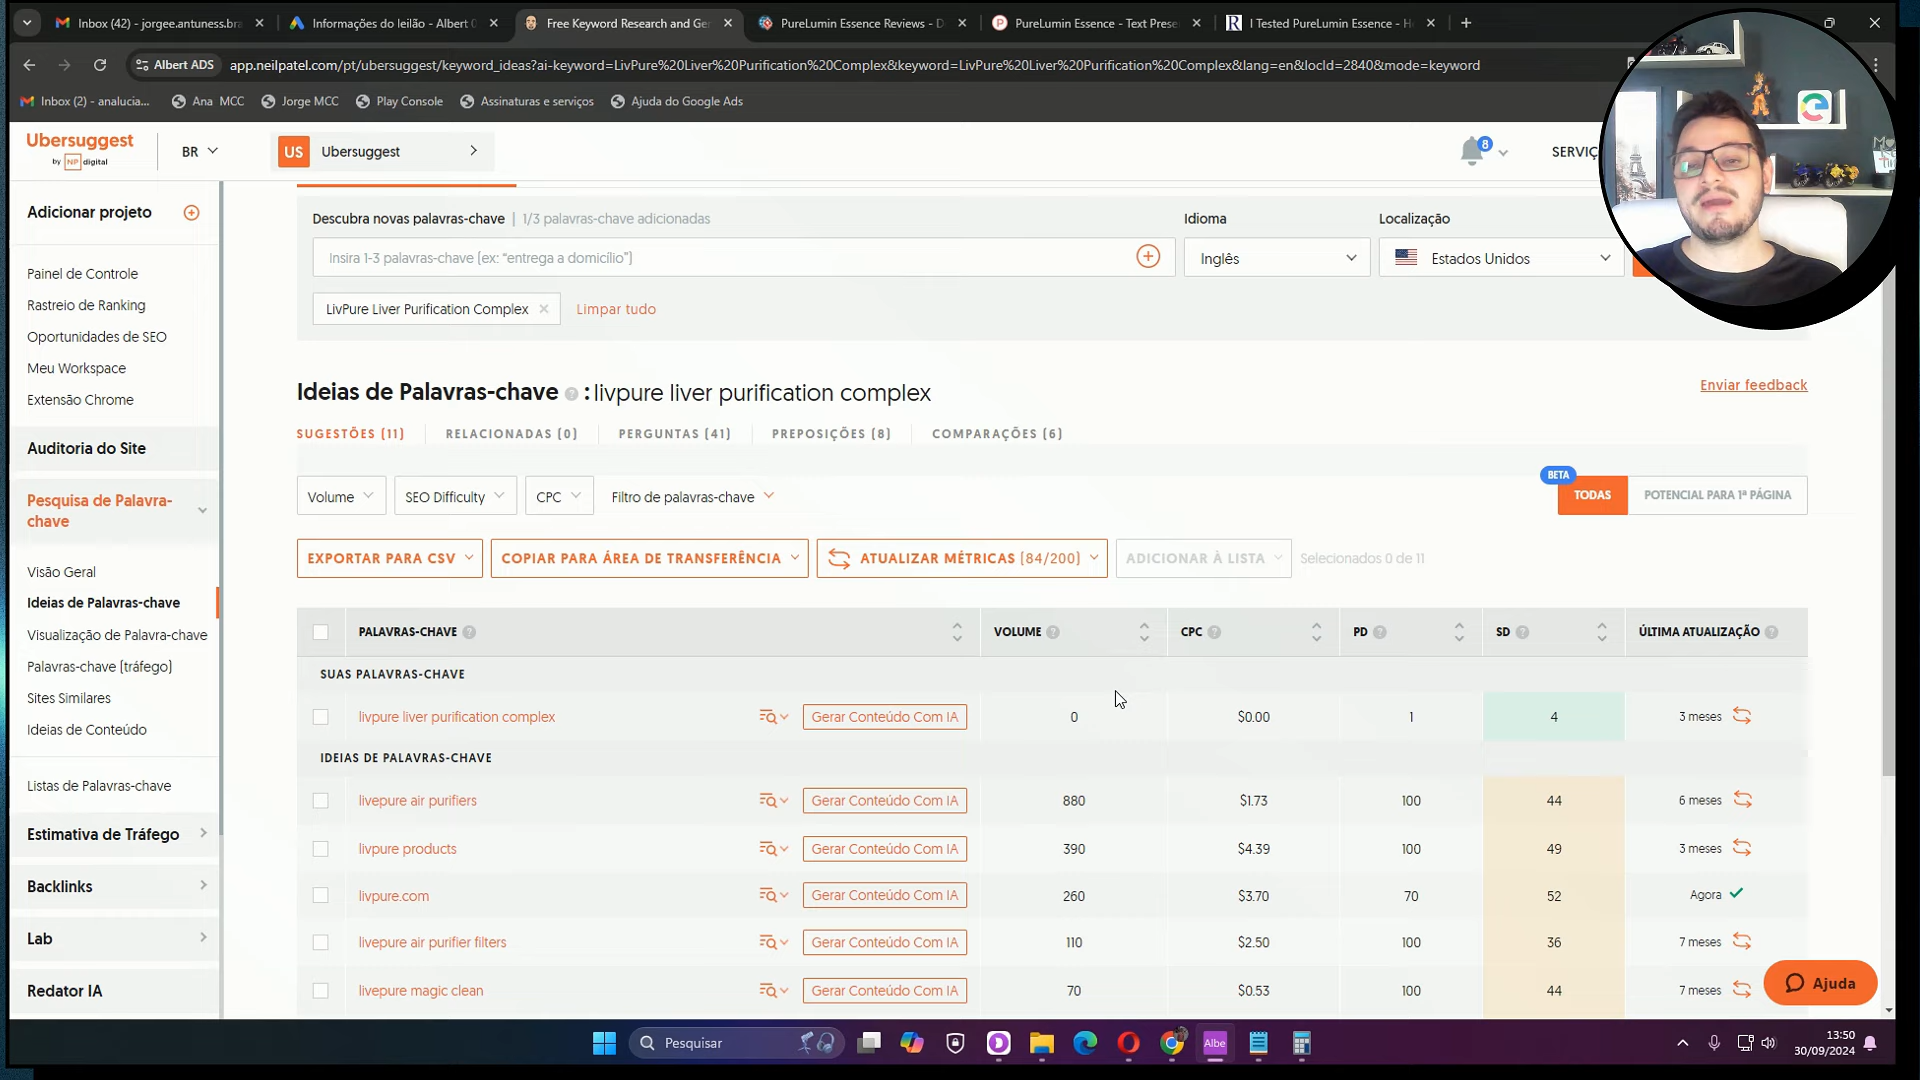 Inbox (42) - jorgee.antuness.bra
Informações do leilão - Albert
Free Keyword Research and Ger
PureLumin Essence Reviews - D
PureLumin Essence - Text Prese
I Tested PureLumin Essence - H
Albert ADS
app.neilpatel.com/pt/ubersuggest/keyword_ideas?ai-keyword=LivPure%20Liver%20Purification%20Complex&keyword=LivPure%20Liver%20Purification%20Complex&lang=en&locId=2840&mode=keyword
Inbox (2) - analucia...
Ana MCC
Jorge MCC
Play Console
Assinaturas e serviços
Ajuda do Google Ads
Ubersuggest
by NP digital
BR
US
Ubersuggest
8
SERVIÇ
Adicionar projeto
Painel de Controle
Rastreio de Ranking
Oportunidades de SEO
Meu Workspace
Extensão Chrome
Auditoria do Site
Pesquisa de Palavra-
chave
Visão Geral
Ideias de Palavras-chave
Visualização de Palavra-chave
Palavras-chave (tráfego)
Sites Similares
Ideias de Conteúdo
Listas de Palavras-chave
Estimativa de Tráfego
Backlinks
Lab
Redator IA
Descubra novas palavras-chave | 1/3 palavras-chave adicionadas
Idioma
Localização
Insira 1-3 palavras-chave (ex: "entrega a domicílio")
Inglês
Estados Unidos
LivPure Liver Purification Complex
Limpar tudo
Ideias de Palavras-chave : livpure liver purification complex
Enviar feedback
SUGESTÕES (11)
RELACIONADAS (0)
PERGUNTAS (41)
PREPOSIÇÕES (8)
COMPARAÇÕES (6)
Volume
SEO Difficulty
CPC
Filtro de palavras-chave
BETA
TODAS
POTENCIAL PARA 1ª PÁGINA
EXPORTAR PARA CSV
COPIAR PARA ÁREA DE TRANSFERÊNCIA
ATUALIZAR MÉTRICAS (84/200)
ADICIONAR À LISTA
Selecionados 0 de 11
PALAVRAS-CHAVE VOLUME CPC PD SD ÚLTIMA ATUALIZAÇÃO
SUAS PALAVRAS-CHAVE
livpure liver purification complex Gerar Conteúdo Com IA 0 $0.00 1 4 3 meses
IDEIAS DE PALAVRAS-CHAVE
livepure air purifiers Gerar Conteúdo Com IA 880 $1.73 100 44 6 meses
livpure products Gerar Conteúdo Com IA 390 $4.39 100 49 3 meses
livpure.com Gerar Conteúdo Com IA 260 $3.70 70 52 Agora
livepure air purifier filters Gerar Conteúdo Com IA 110 $2.50 100 36 7 meses
livepure magic clean Gerar Conteúdo Com IA 70 $0.53 100 44 7 meses
Ajuda
Pesquisar
Albe
13:50
30/09/2024